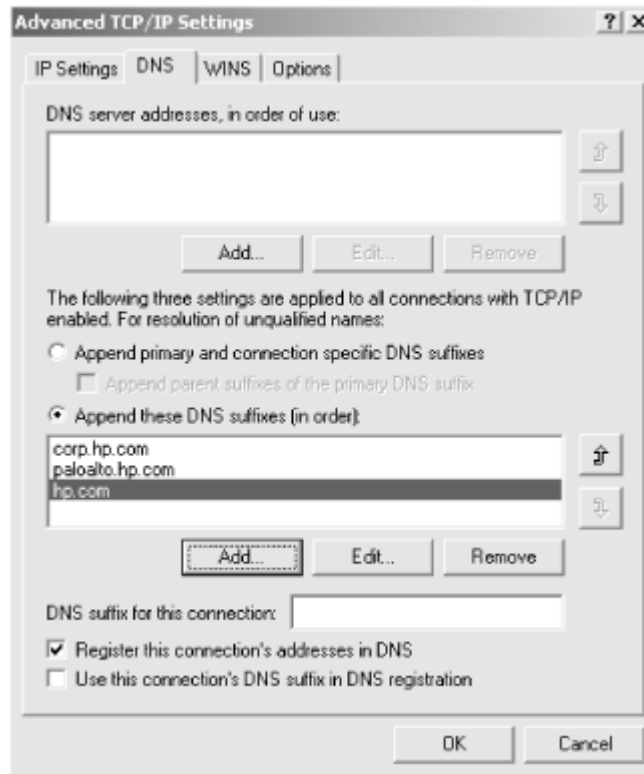 Advanced TCP/IP Settings
IP Settings DNS WINS Options
DNS server addresses, in order of use:
Add... Edit... Remove
The following three settings are applied to all connections with TCP/IP
enabled. For resolution of unqualified names:
Append primary and connection specific DNS suffixes
Append parent suffixes of the primary DNS suffix
Append these DNS suffixes (in order):
corp.hp.com
paloalto.hp.com
hp.com
Add... Edit... Remove
DNS suffix for this connection:
Register this connection's addresses in DNS
Use this connection's DNS suffix in DNS registration
OK Cancel